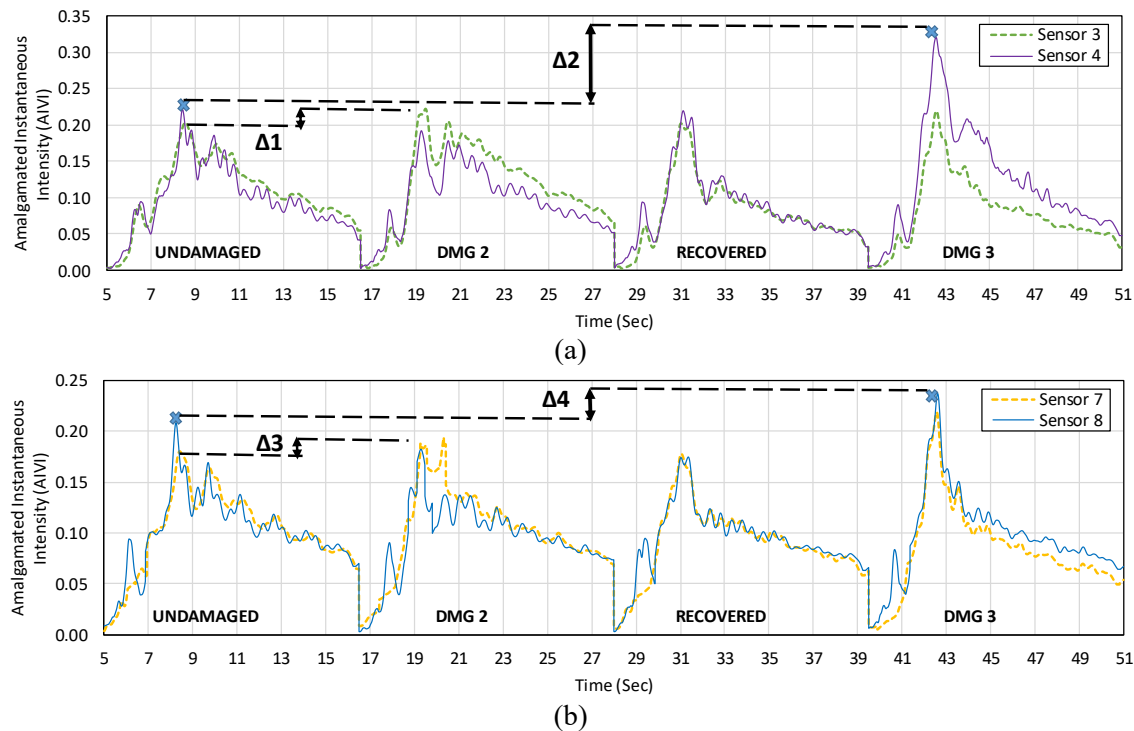 Amalgamated Instantaneous
Intensity (AIVI)
0.35
0.30
0.25
0.20
0.15
0.10
0.05
0.00
Δ1
Δ2
Sensor 3
Sensor 4
UNDAMAGED
DMG 2
RECOVERED
DMG 3
5 7 9 11 13 15 17 19 21 23 25 27 29 31 33 35 37 39 41 43 45 47 49 51
Time (Sec)
(a)
Amalgamated Instantaneous
Intensity (AIVI)
0.25
0.20
0.15
0.10
0.05
0.00
Δ3
Δ4
Sensor 7
Sensor 8
UNDAMAGED
DMG 2
RECOVERED
DMG 3
5 7 9 11 13 15 17 19 21 23 25 27 29 31 33 35 37 39 41 43 45 47 49 51
Time (Sec)
(b)